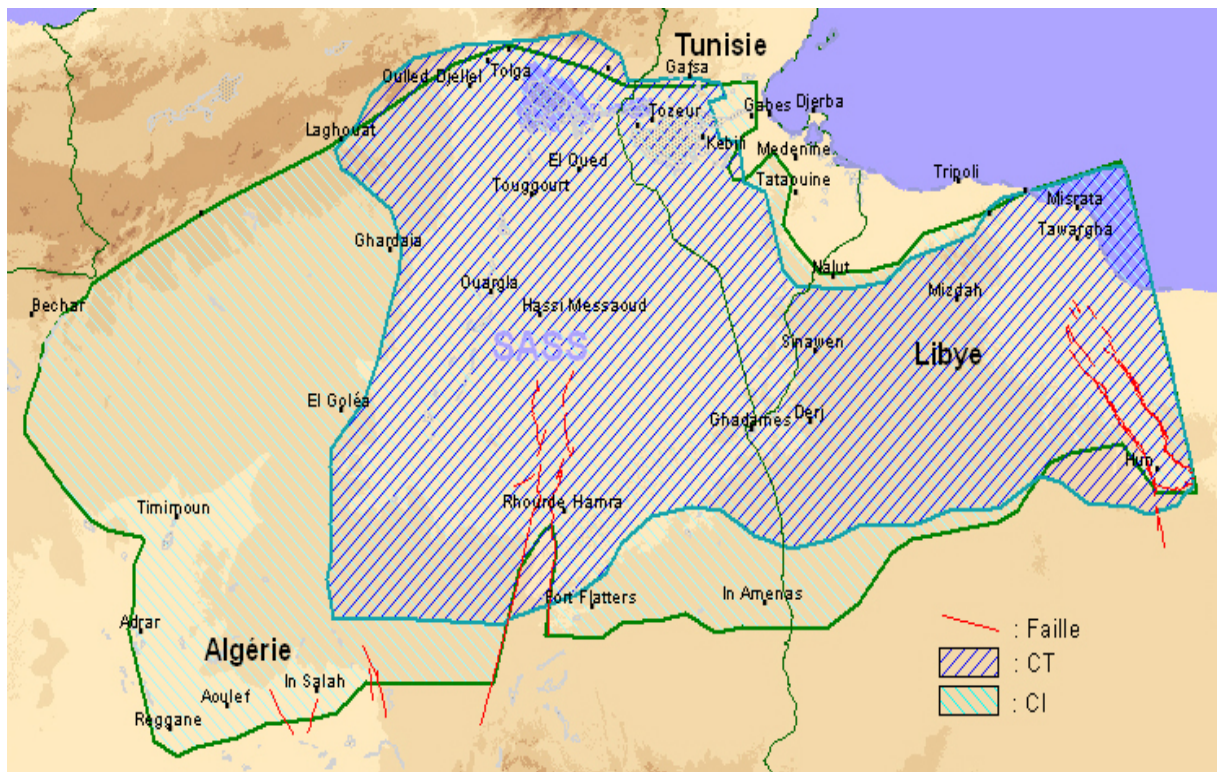 Tunisie
Gafsa
Oulled Djellel
Tolga
Tozeur
Gabes
Djerba
Laghouat
Kebili
Medenine
El Oued
Tripoli
Touggourt
Tataouine
Misrata
Tawargha
Ghardaia
Nalut
Ouargla
Mizdah
Bechar
Hassi Messaoud
SASS
Sinawen
Libye
El Goléa
Ghadames
Derj
Hun
Timimoun
Rhourde Hamra
Fort Flatters
In Amenas
Adrar
Algérie
: Faille
In Salah
: CT
Aoulef
: CI
Reggane